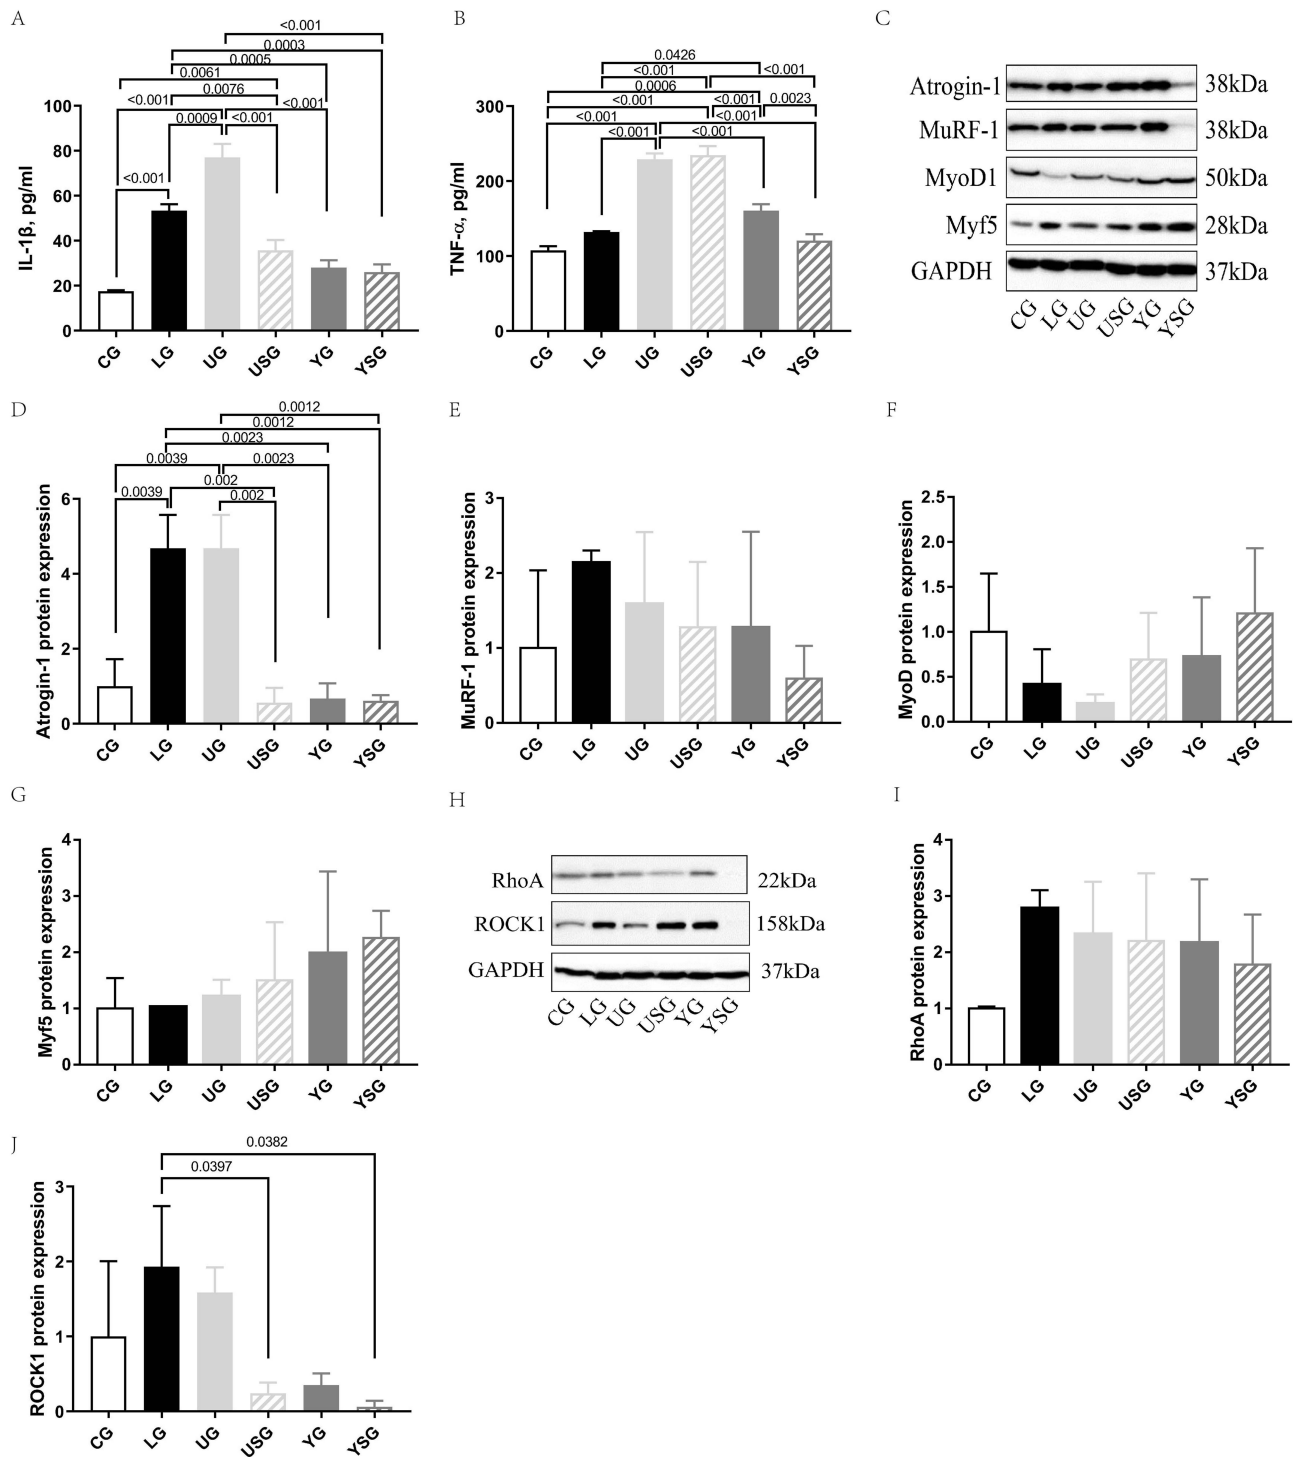 A
B
C
<0.001
0.0003
0.0005
0.0061
0.0076
<0.001
<0.001
0.0009
<0.001
<0.001
IL-1β, pg/ml
100
80
60
40
20
0
CG
LG
UG
USG
YG
YSG
0.0426
<0.001
<0.001
0.0006
<0.001
<0.001
0.0023
<0.001
<0.001
<0.001
<0.001
TNF-α, pg/ml
300
200
100
0
CG
LG
UG
USG
YG
YSG
Atrogin-1 38kDa
MuRF-1 38kDa
MyoD1 50kDa
Myf5 28kDa
GAPDH 37kDa
CG LG UG USG YG YSG
D
E
F
0.0012
0.0012
0.0023
0.0039
0.0023
0.002
0.0039
0.002
Atrogin-1 protein expression
6
4
2
0
CG
LG
UG
USG
YG
YSG
MuRF-1 protein expression
3
2
1
0
CG
LG
UG
USG
YG
YSG
MyoD protein expression
2.5
2.0
1.5
1.0
0.5
0.0
CG
LG
UG
USG
YG
YSG
G
H
I
Myf5 protein expression
4
3
2
1
0
CG
LG
UG
USG
YG
YSG
RhoA 22kDa
ROCK1 158kDa
GAPDH 37kDa
CG LG UG USG YG YSG
RhoA protein expression
4
3
2
1
0
CG
LG
UG
USG
YG
YSG
J
0.0382
0.0397
ROCK1 protein expression
3
2
1
0
CG
LG
UG
USG
YG
YSG